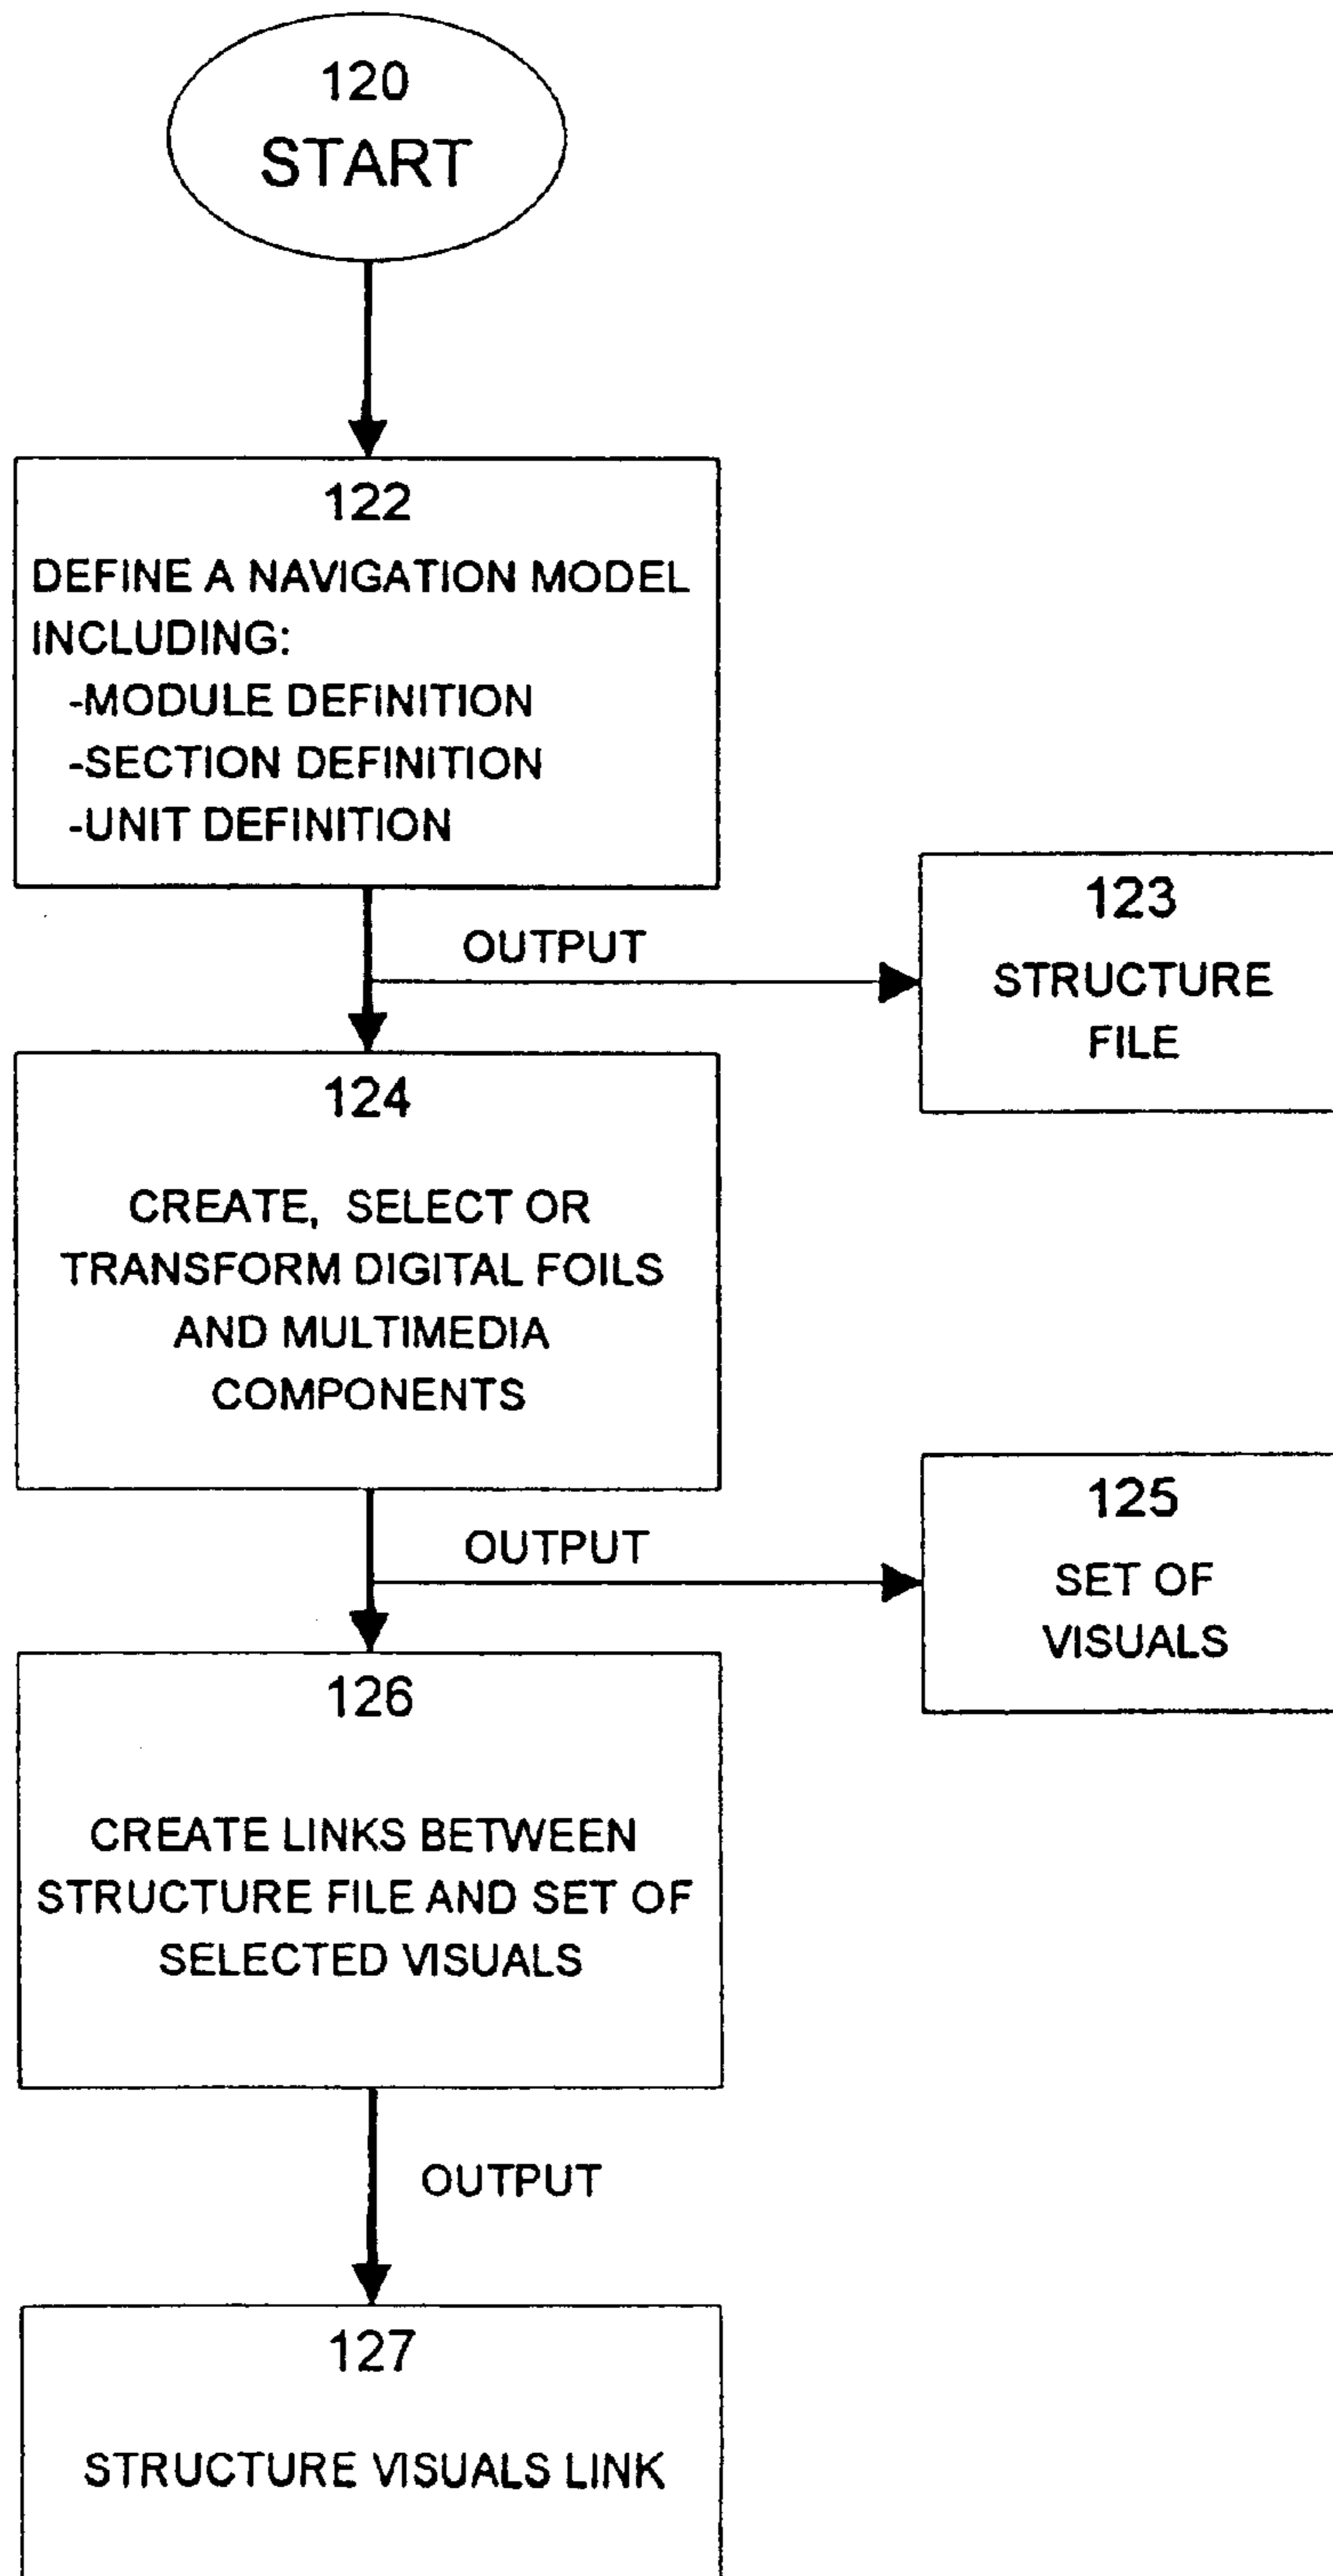 120
START
122
DEFINE A NAVIGATION MODEL
INCLUDING:
-MODULE DEFINITION
-SECTION DEFINITION
-UNIT DEFINITION
OUTPUT
123
STRUCTURE
FILE
124
CREATE, SELECT OR
TRANSFORM DIGITAL FOILS
AND MULTIMEDIA
COMPONENTS
OUTPUT
125
SET OF
VISUALS
126
CREATE LINKS BETWEEN
STRUCTURE FILE AND SET OF
SELECTED VISUALS
OUTPUT
127
STRUCTURE VISUALS LINK